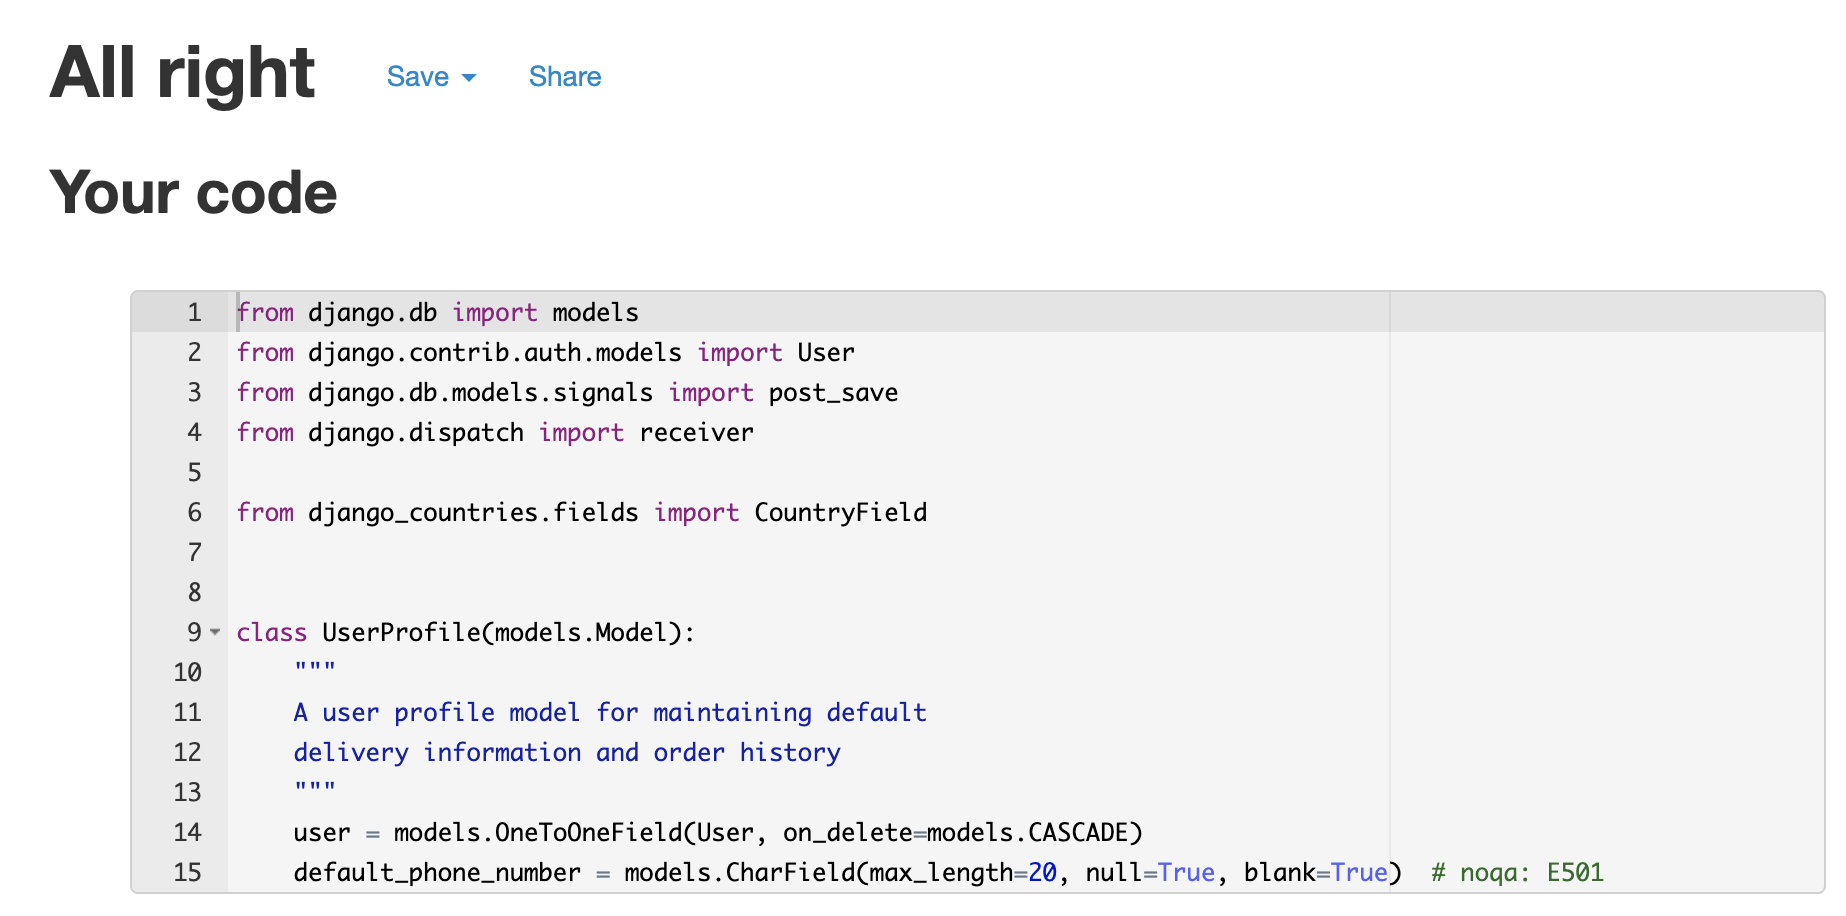 All right
Save
Share
Your code
1 from django.db import models
2 from django.contrib.auth.models import User
3 from django.db.models.signals import post_save
4 from django.dispatch import receiver
5
6 from django_countries.fields import CountryField
7
8
9 class UserProfile(models.Model):
10     """
11     A user profile model for maintaining default
12     delivery information and order history
13     """
14     user = models.OneToOneField(User, on_delete=models.CASCADE)
15     default_phone_number = models.CharField(max_length=20, null=True, blank=True)  # noqa: E501